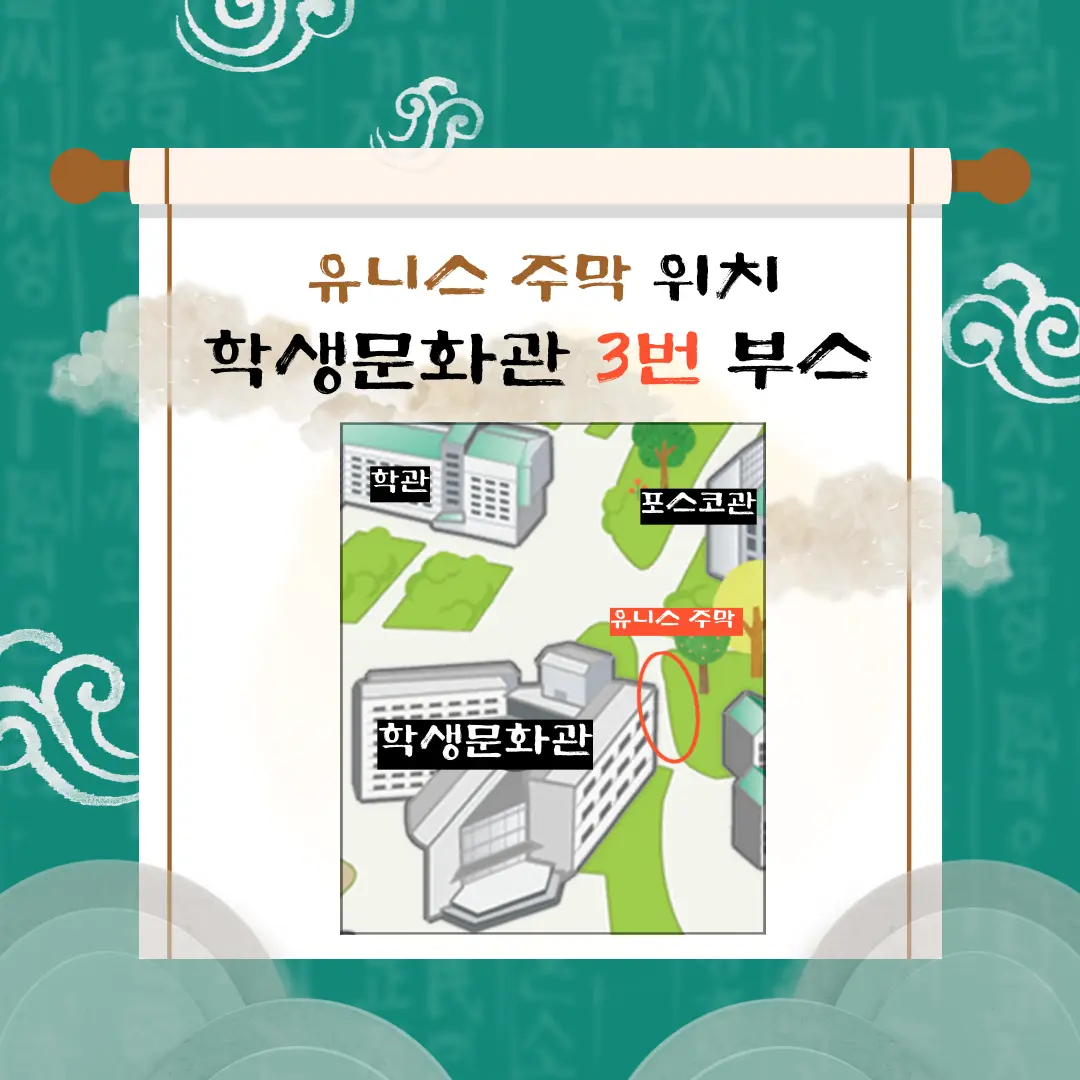 유니스 주막 위치
학생문화관 3번 부스
학관
포스코관
유니스 주막
학생문화관